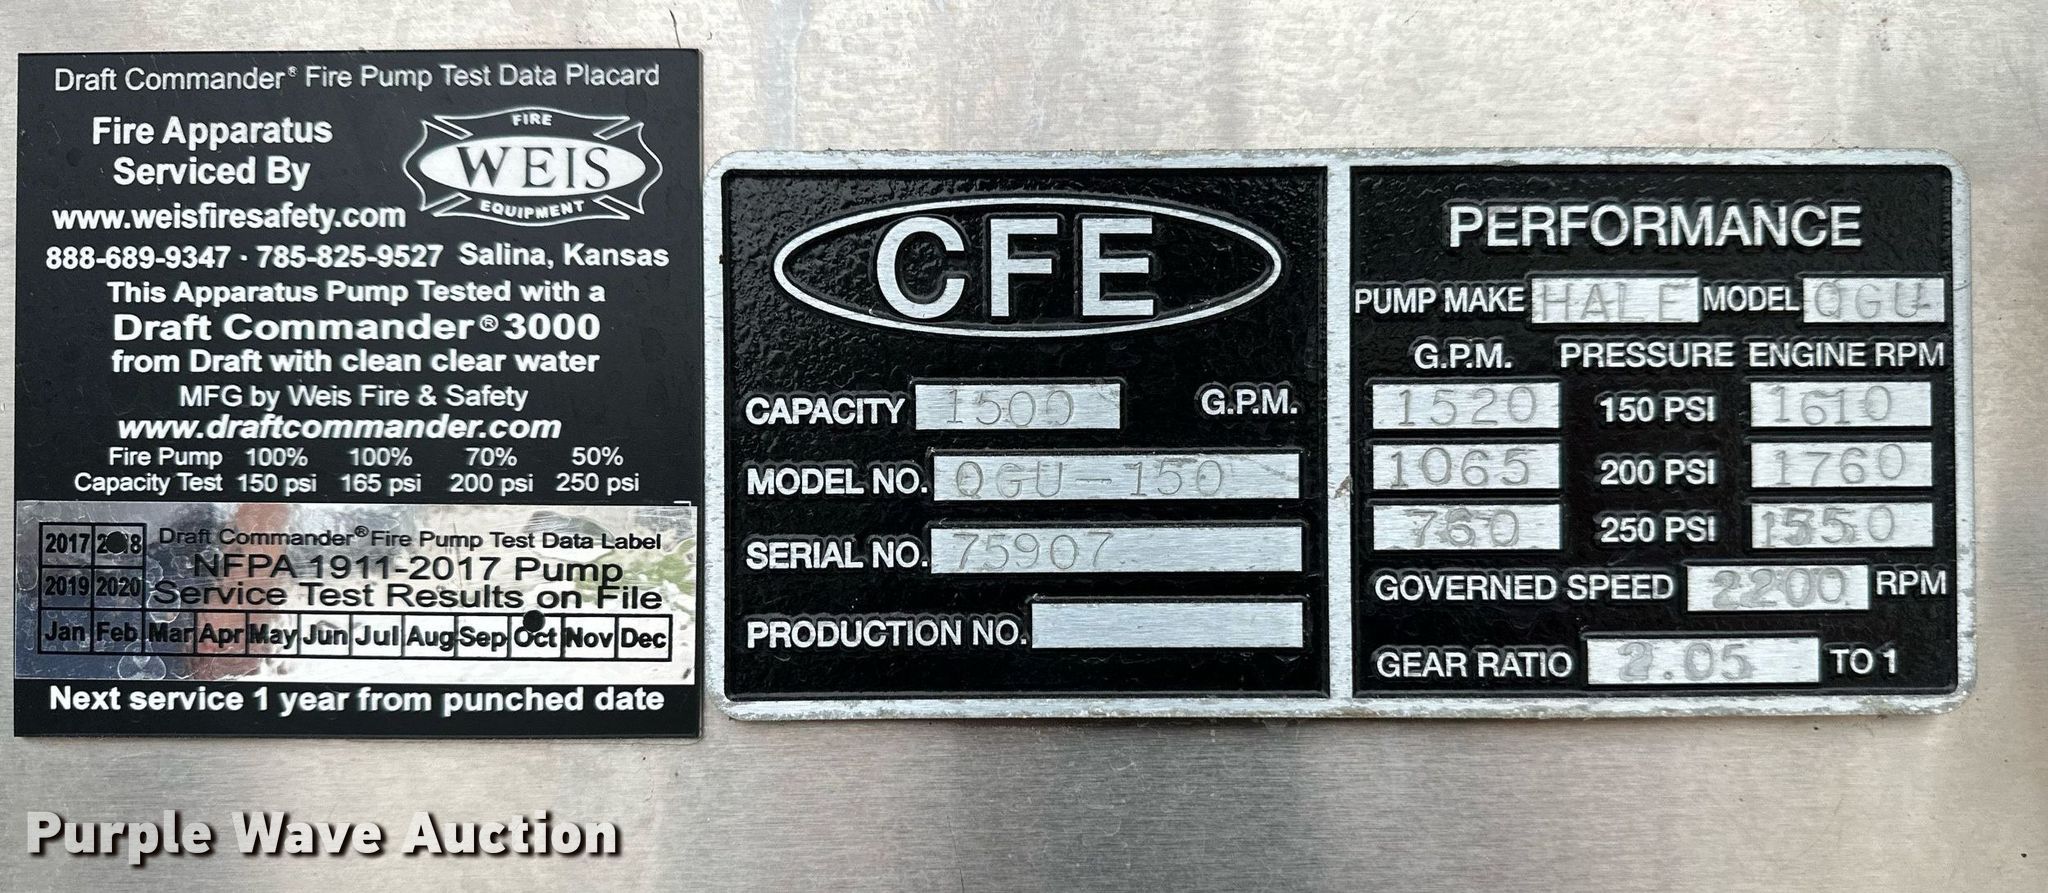 Draft Commander® Fire Pump Test Data Placard
Fire Apparatus
Serviced By
FIRE
WEIS
EQUIPMENT
www.weisfiresafety.com
888-689-9347 · 785-825-9527 Salina, Kansas
This Apparatus Pump Tested with a
Draft Commander® 3000
from Draft with clean clear water
MFG by Weis Fire & Safety
www.draftcommander.com
Fire Pump 100% 100% 70% 50%
Capacity Test 150 psi 165 psi 200 psi 250 psi
Draft Commander® Fire Pump Test Data Label
NFPA 1911-2017 Pump
Service Test Results on File
2017 2018
2019 2020
Jan Feb Mar Apr May Jun Jul Aug Sep Oct Nov Dec
Next service 1 year from punched date
CFE
CAPACITY 1500 G.P.M.
MODEL NO. QGU-150
SERIAL NO. 75907
PRODUCTION NO.
PERFORMANCE
PUMP MAKE HALE MODEL QGU
G.P.M. PRESSURE ENGINE RPM
1520 150 PSI 1610
1065 200 PSI 1760
760 250 PSI 1550
GOVERNED SPEED 2200 RPM
GEAR RATIO 2.05 TO 1
Purple Wave Auction